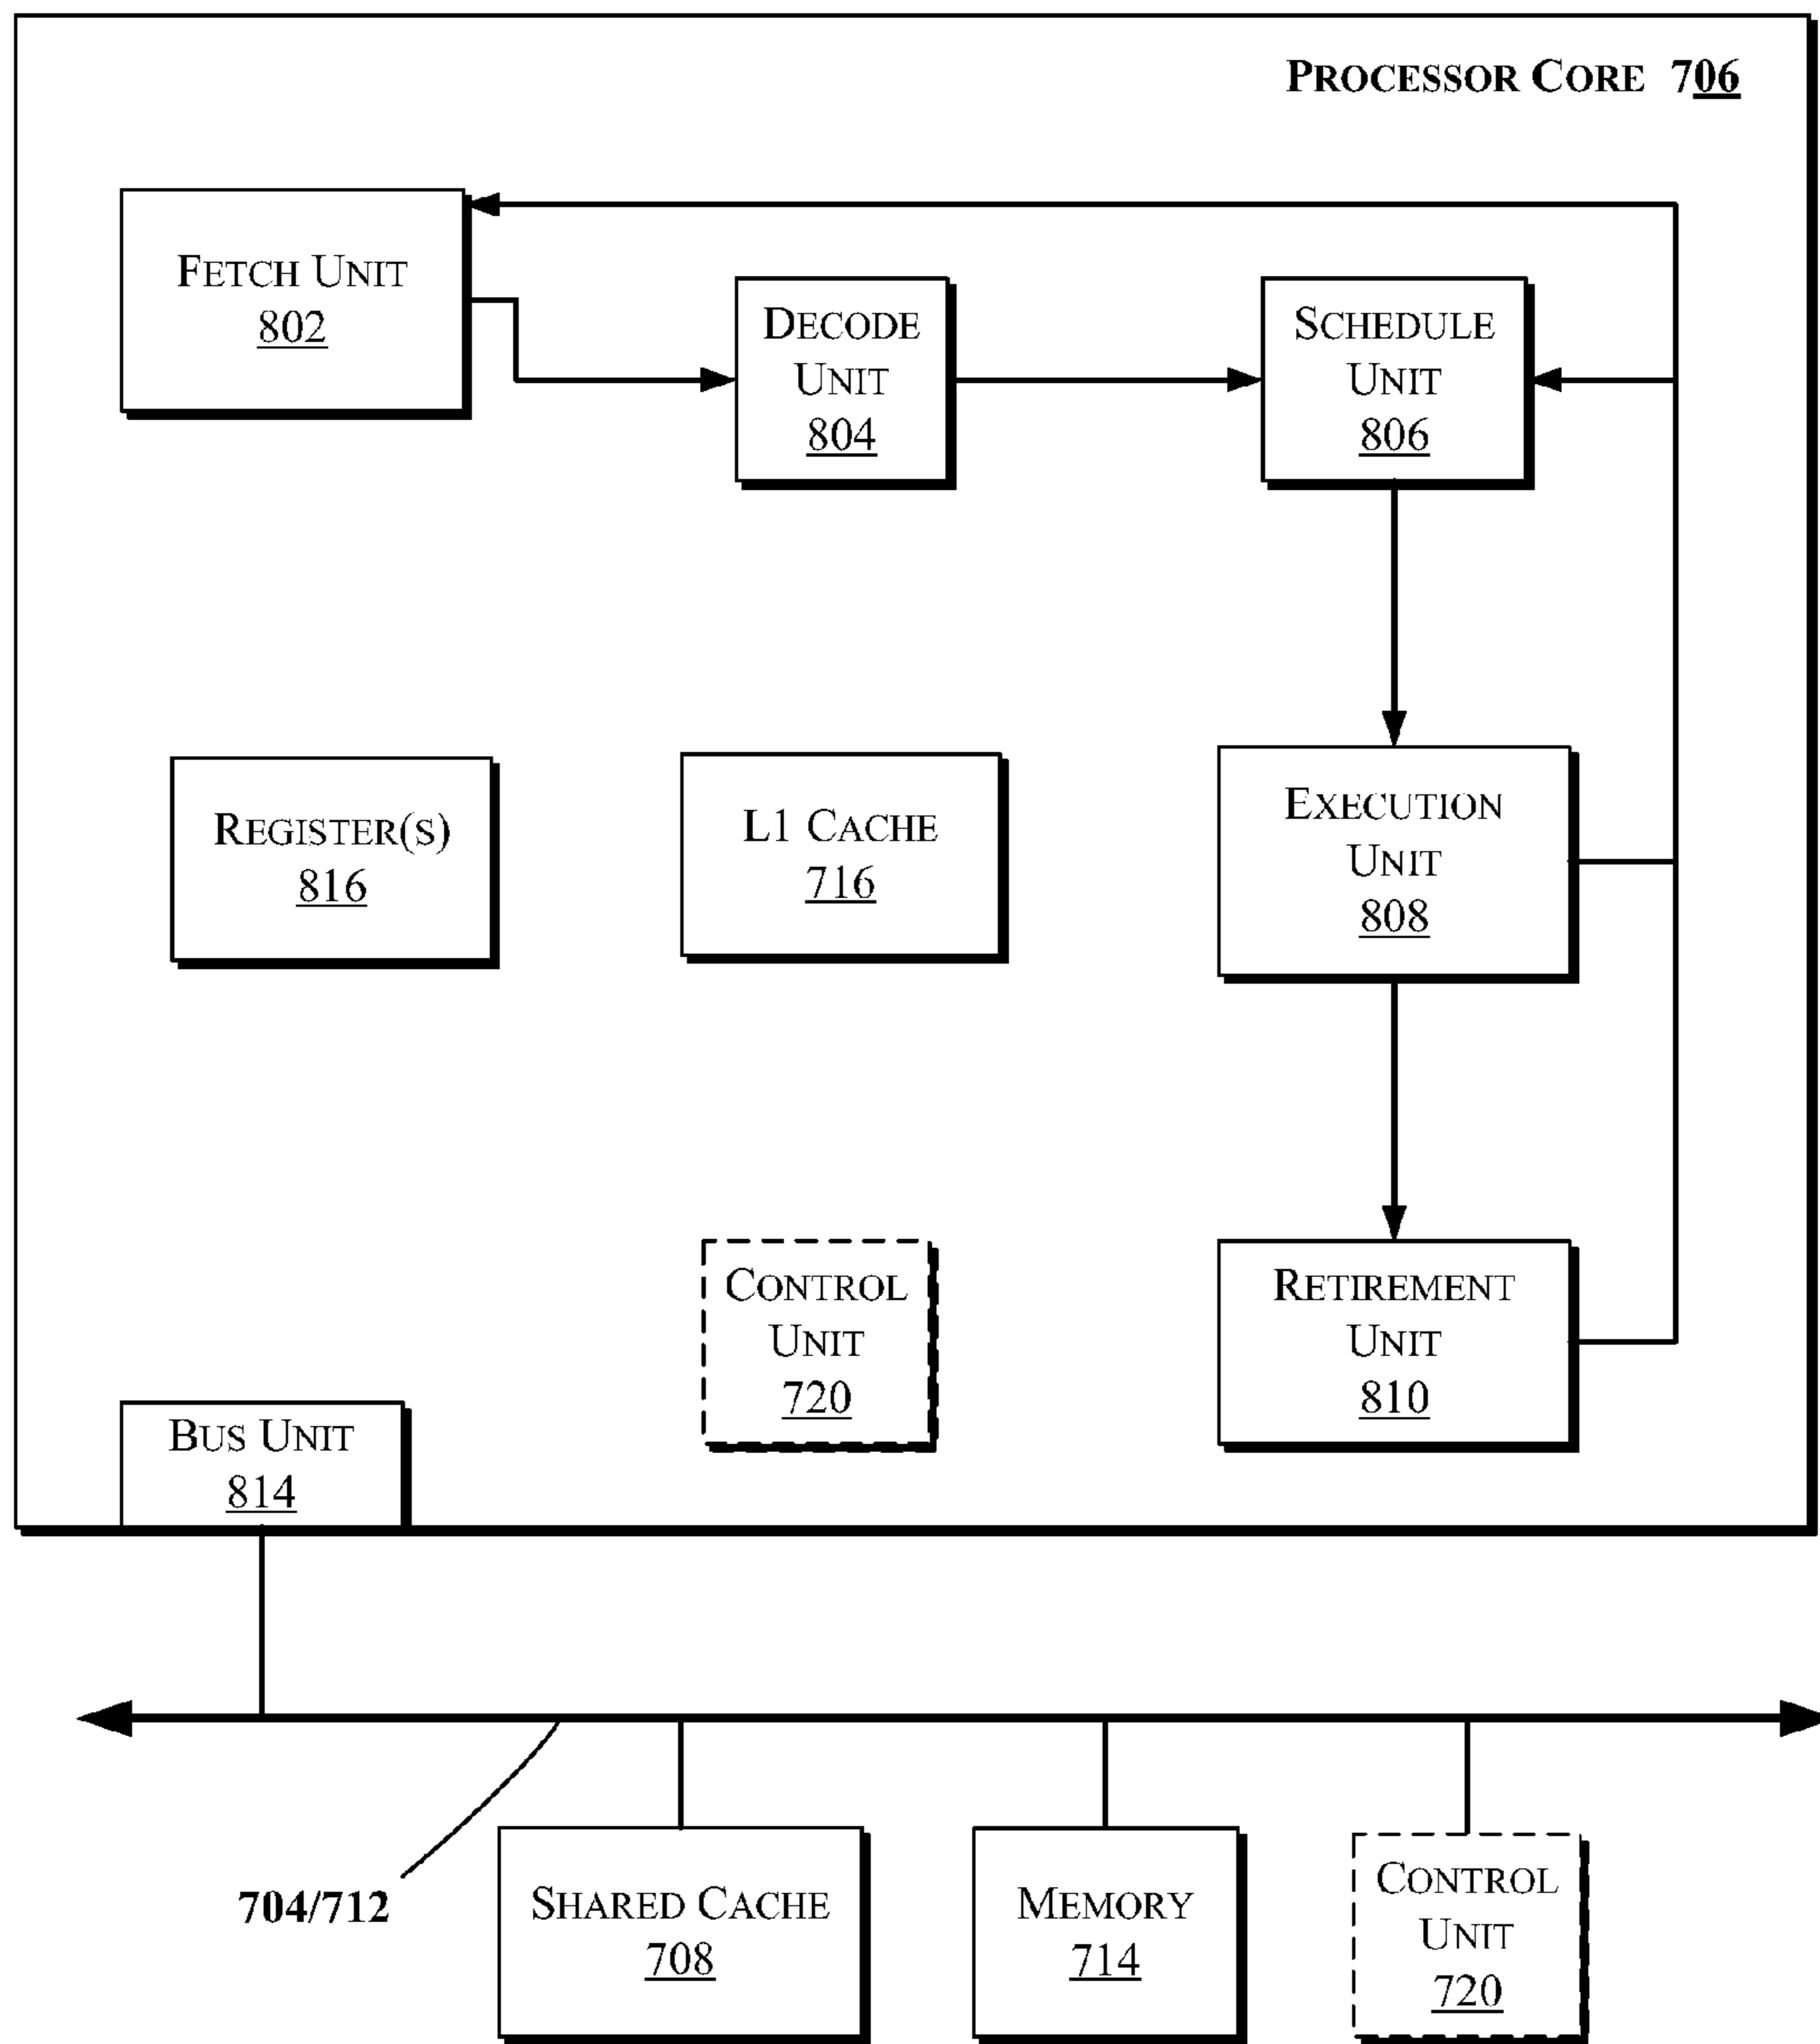 PROCESSOR CORE 706
FETCH UNIT
802
DECODE
UNIT
804
SCHEDULE
UNIT
806
REGISTER(S)
816
L1 CACHE
716
EXECUTION
UNIT
808
CONTROL
UNIT
720
RETIREMENT
UNIT
810
BUS UNIT
814
704/712
SHARED CACHE
708
MEMORY
714
CONTROL
UNIT
720